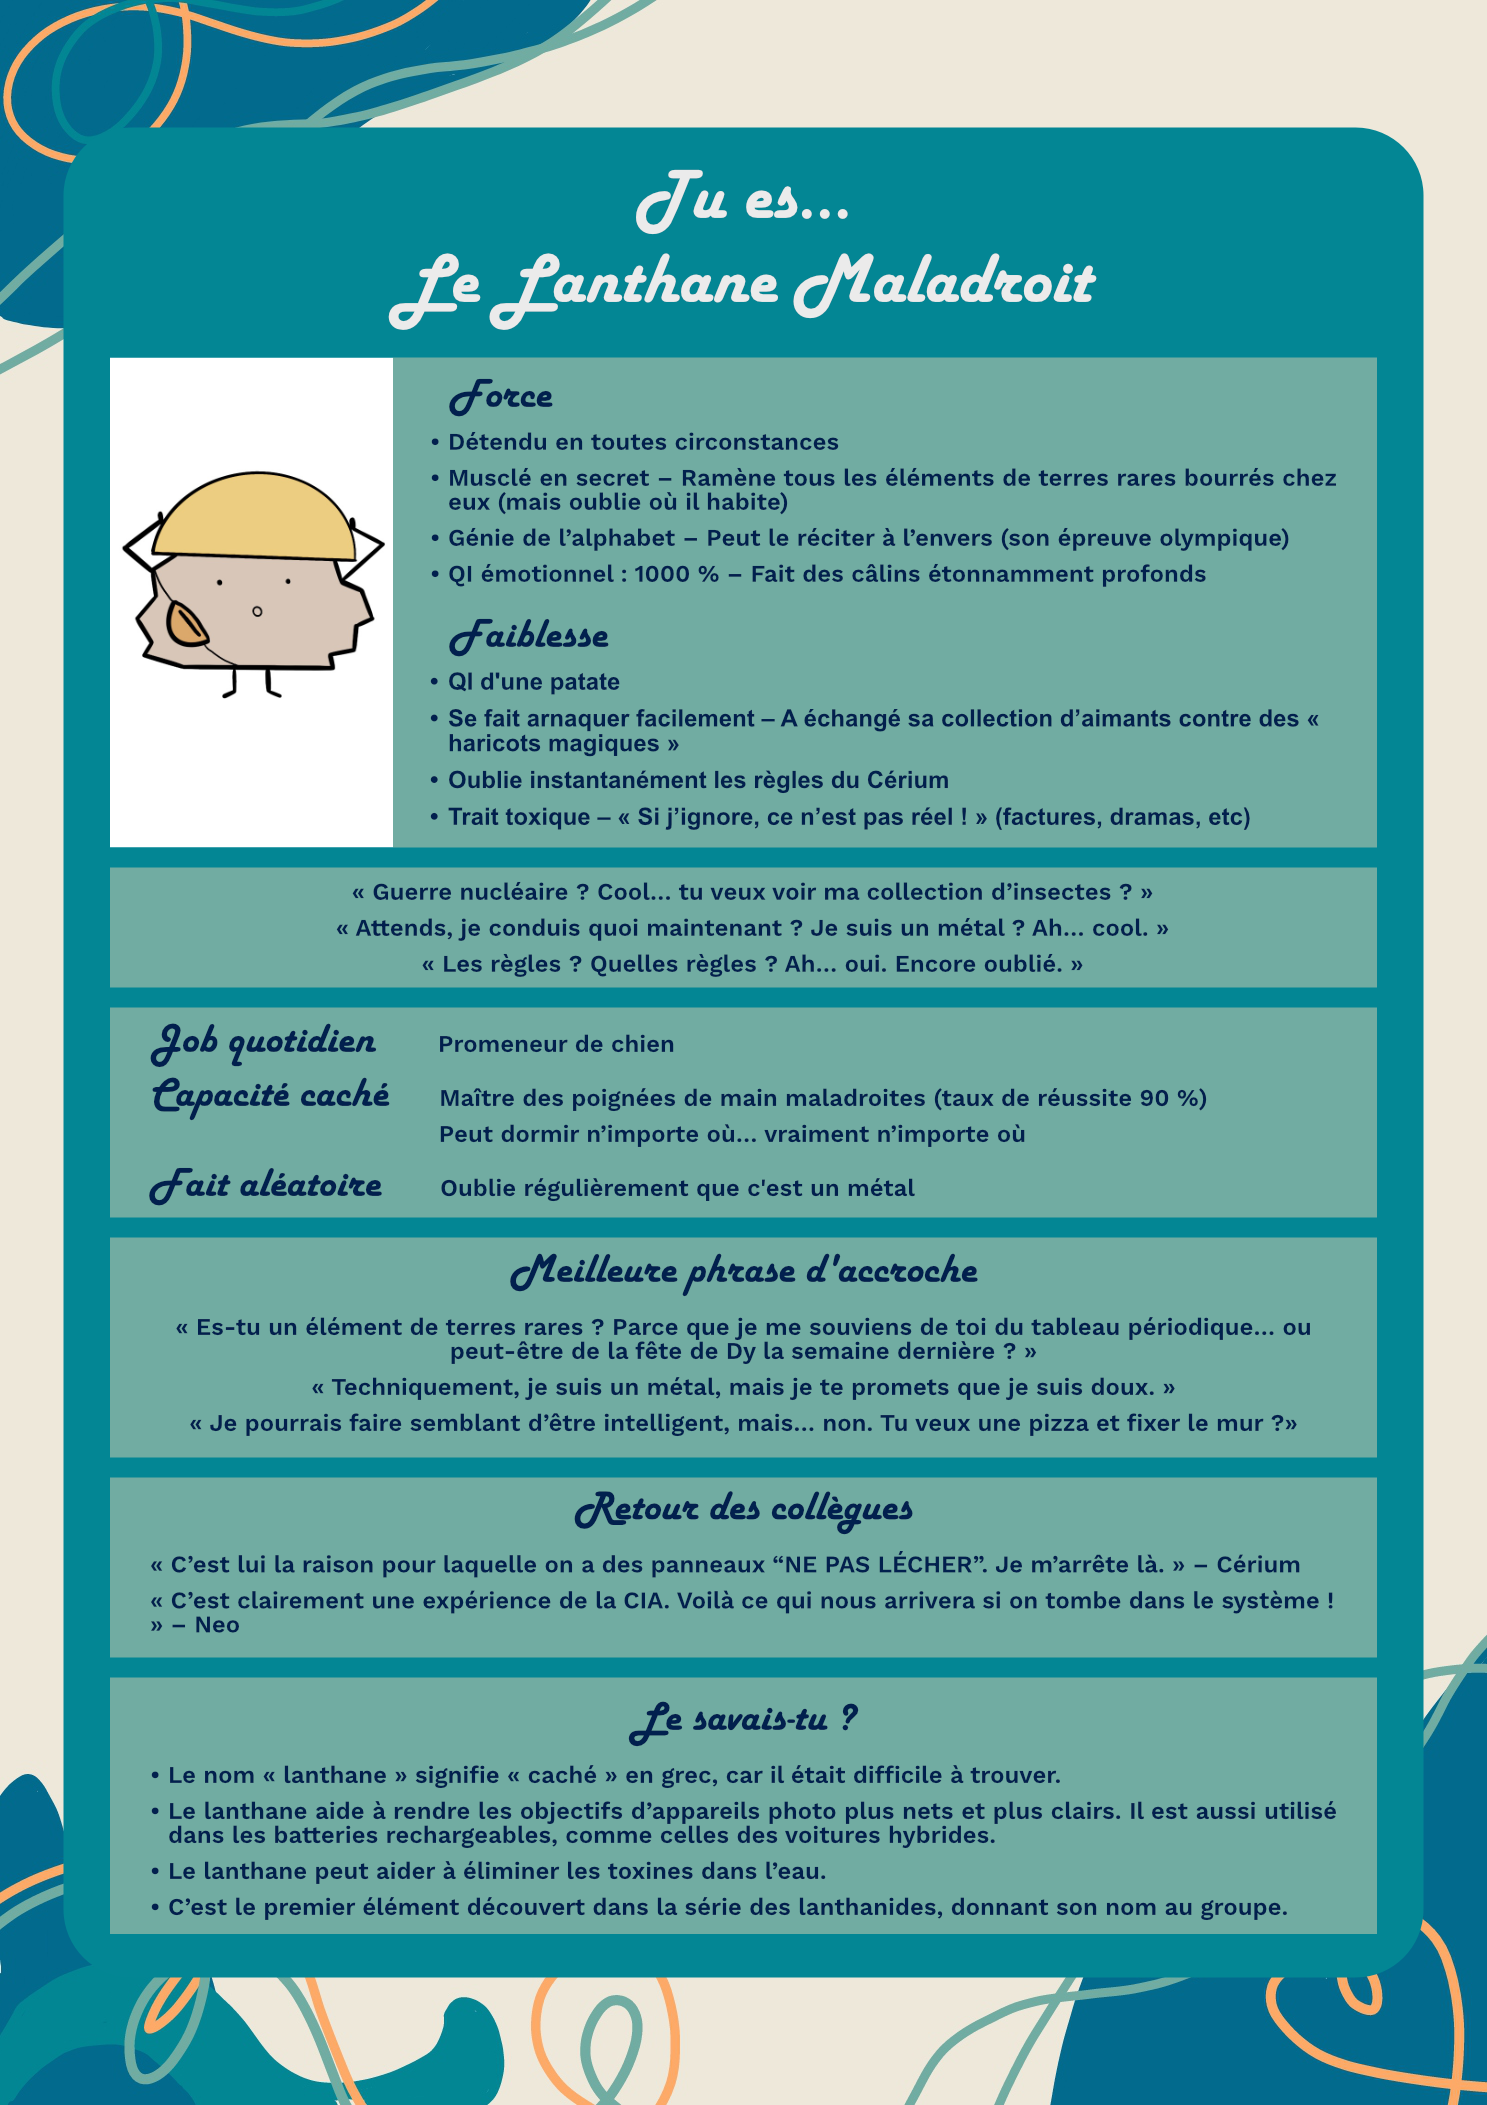 Tu es...
Le Lanthane Maladroit
Force
• Détendu en toutes circonstances
• Musclé en secret – Ramène tous les éléments de terres rares bourrés chez
eux (mais oublie où il habite)
• Génie de l’alphabet – Peut le réciter à l’envers (son épreuve olympique)
• QI émotionnel : 1000 % – Fait des câlins étonnamment profonds
Faiblesse
• QI d'une patate
• Se fait arnaquer facilement – A échangé sa collection d’aimants contre des «
haricots magiques »
• Oublie instantanément les règles du Cérium
• Trait toxique – « Si j’ignore, ce n’est pas réel ! » (factures, dramas, etc)
« Guerre nucléaire ? Cool… tu veux voir ma collection d’insectes ? »
« Attends, je conduis quoi maintenant ? Je suis un métal ? Ah… cool. »
« Les règles ? Quelles règles ? Ah… oui. Encore oublié. »
Job quotidien Promeneur de chien
Capacité caché Maître des poignées de main maladroites (taux de réussite 90 %)
Peut dormir n’importe où… vraiment n’importe où
Fait aléatoire Oublie régulièrement que c'est un métal
Meilleure phrase d'accroche
« Es-tu un élément de terres rares ? Parce que je me souviens de toi du tableau périodique… ou
peut-être de la fête de Dy la semaine dernière ? »
« Techniquement, je suis un métal, mais je te promets que je suis doux. »
« Je pourrais faire semblant d’être intelligent, mais… non. Tu veux une pizza et fixer le mur ?»
Retour des collègues
« C’est lui la raison pour laquelle on a des panneaux “NE PAS LÉCHER”. Je m’arrête là. » – Cérium
« C’est clairement une expérience de la CIA. Voilà ce qui nous arrivera si on tombe dans le système !
» – Neo
Le savais-tu ?
• Le nom « lanthane » signifie « caché » en grec, car il était difficile à trouver.
• Le lanthane aide à rendre les objectifs d’appareils photo plus nets et plus clairs. Il est aussi utilisé
dans les batteries rechargeables, comme celles des voitures hybrides.
• Le lanthane peut aider à éliminer les toxines dans l’eau.
• C’est le premier élément découvert dans la série des lanthanides, donnant son nom au groupe.